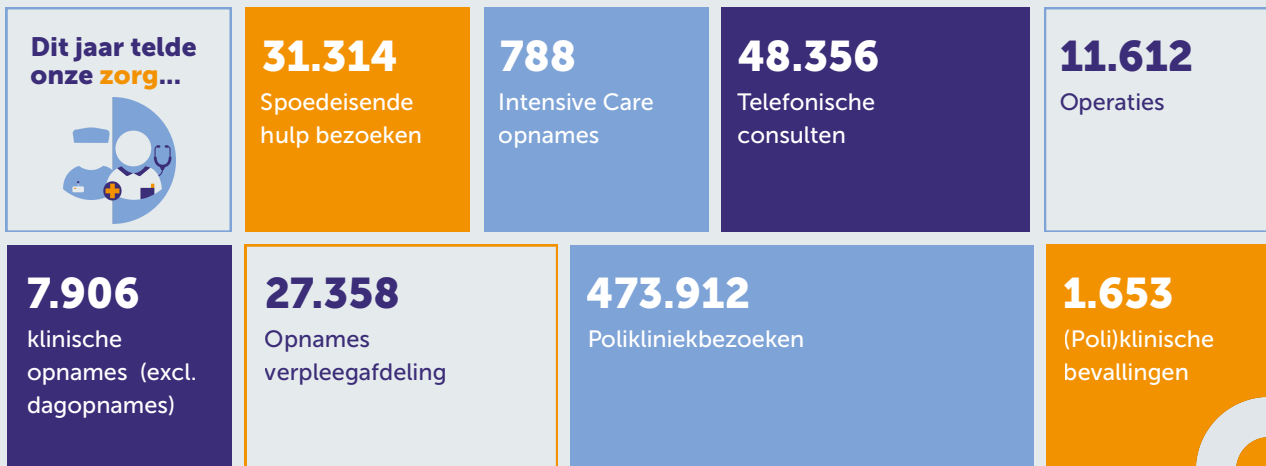 Dit jaar telde
onze zorg...
31.314
Spoedeisende
hulp bezoeken
788
Intensive Care
opnames
48.356
Telefonische
consulten
11.612
Operaties
7.906
klinische
opnames (excl.
dagopnames)
27.358
Opnames
verpleegafdeling
473.912
Polikliniekbezoeken
1.653
(Poli)klinische
bevallingen